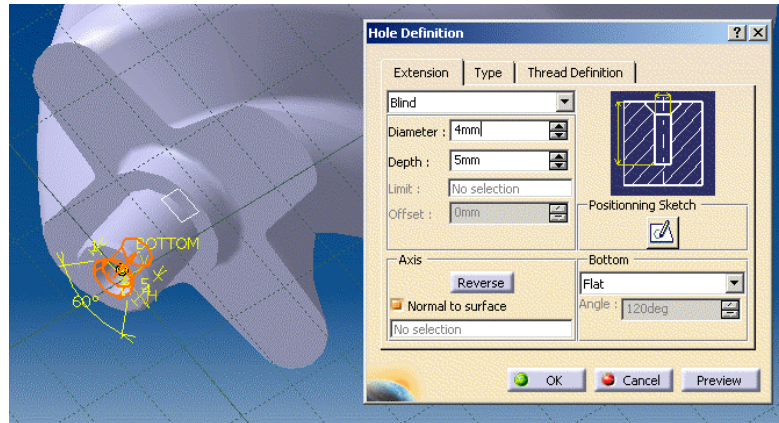 Hole Definition
? X
Extension Type Thread Definition
Blind
Diameter : 4mm
Depth : 5mm
Limit : No selection
Offset : 0mm
Positionning Sketch
Axis
Reverse
Normal to surface
No selection
Bottom
Flat
Angle : 120deg
OK Cancel Preview
BOTTOM
60°
H